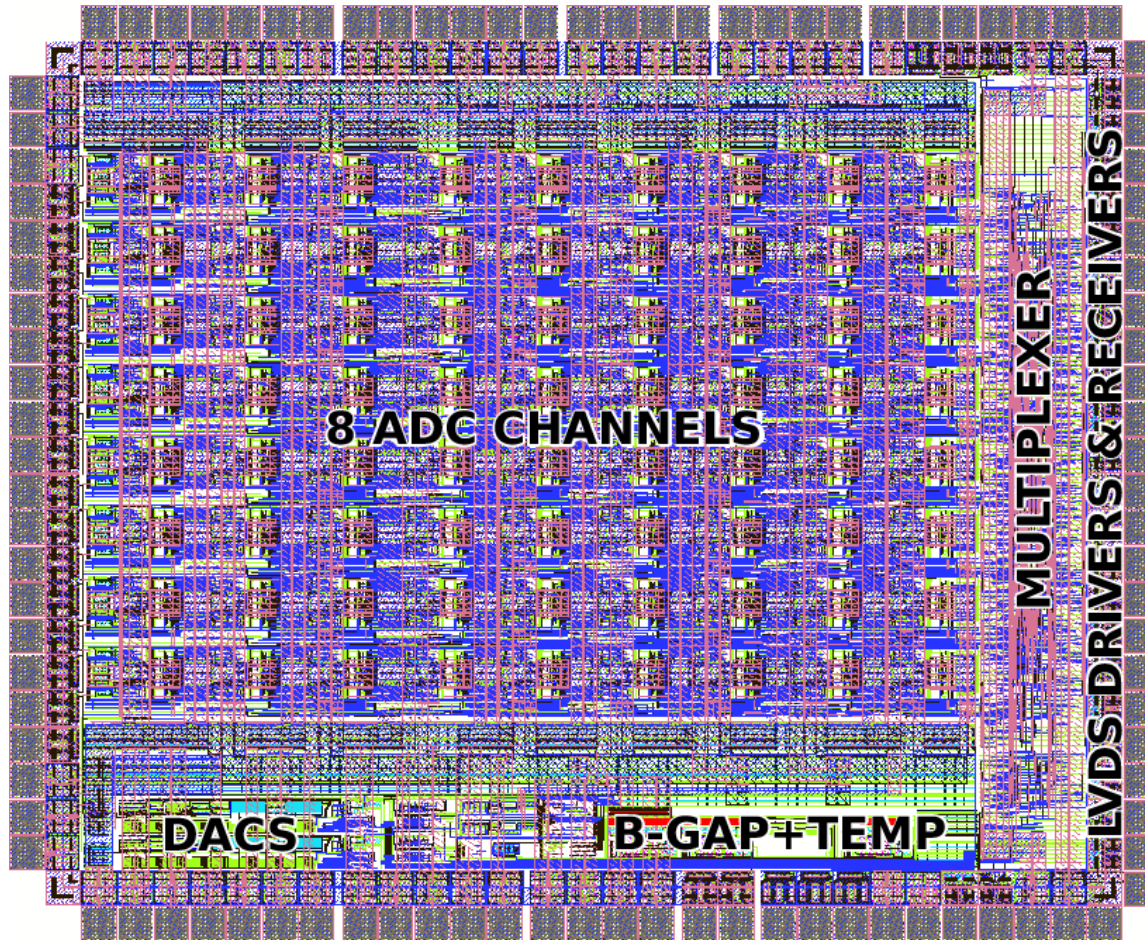 8 ADC CHANNELS
MULTIPLEXER
LVDS DRIVERS & RECEIVERS
DACS
B-GAP+TEMP